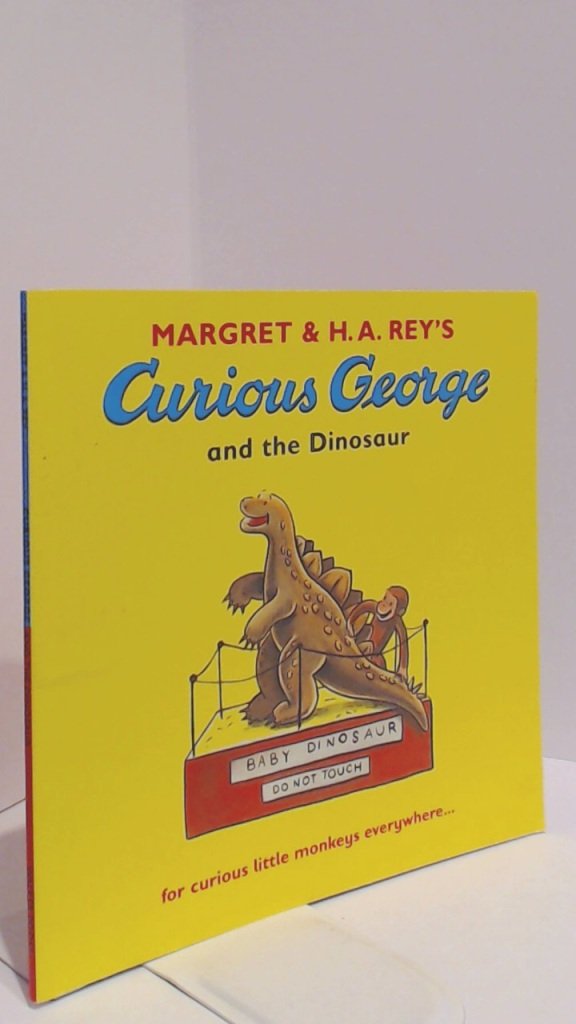 MARGRET & H.A. REY'S
Curious George
and the Dinosaur
BABY DINOSAUR
DO NOT TOUCH
for curious little monkeys everywhere...